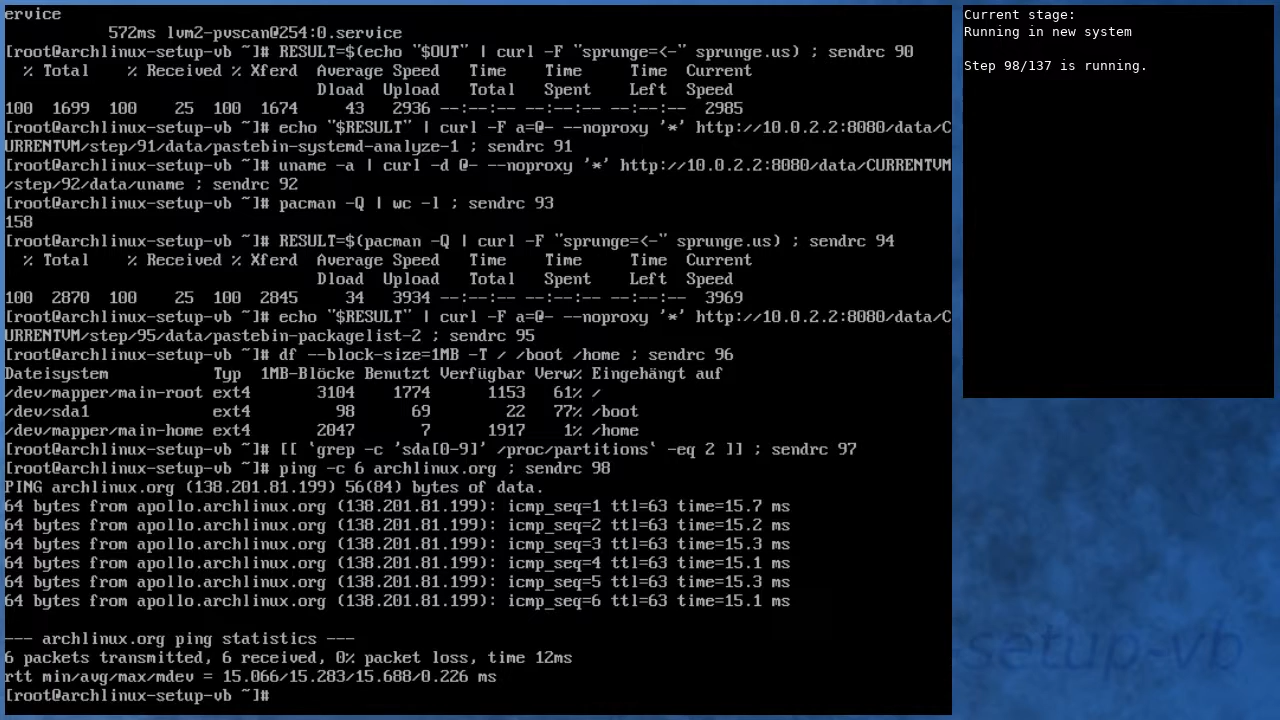 ervice
           572ms lvm2-pvscan@254:0.service
[root@archlinux-setup-vb ~]# RESULT=$(echo "$OUT" | curl -F "sprunge=<-" sprunge.us) ; sendrc 90
  % Total    % Received % Xferd  Average Speed   Time    Time     Time  Current
                                 Dload  Upload   Total   Spent    Left  Speed
100  1699  100    25  100  1674     43   2936 --:--:-- --:--:-- --:--:--  2985
[root@archlinux-setup-vb ~]# echo "$RESULT" | curl -F a=@- --noproxy '*' http://10.0.2.2:8080/data/C
URRENTVM/step/91/data/pastebin-systemd-analyze-1 ; sendrc 91
[root@archlinux-setup-vb ~]# uname -a | curl -d @- --noproxy '*' http://10.0.2.2:8080/data/CURRENTVM
/step/92/data/uname ; sendrc 92
[root@archlinux-setup-vb ~]# pacman -Q | wc -l ; sendrc 93
158
[root@archlinux-setup-vb ~]# RESULT=$(pacman -Q | curl -F "sprunge=<-" sprunge.us) ; sendrc 94
  % Total    % Received % Xferd  Average Speed   Time    Time     Time  Current
                                 Dload  Upload   Total   Spent    Left  Speed
100  2870  100    25  100  2845     34   3934 --:--:-- --:--:-- --:--:--  3969
[root@archlinux-setup-vb ~]# echo "$RESULT" | curl -F a=@- --noproxy '*' http://10.0.2.2:8080/data/C
URRENTVM/step/95/data/pastebin-packagelist-2 ; sendrc 95
[root@archlinux-setup-vb ~]# df --block-size=1MB -T / /boot /home ; sendrc 96
Dateisystem           Typ  1MB-Blöcke Benutzt Verfügbar Verw% Eingehängt auf
/dev/mapper/main-root ext4       3104    1774      1153   61% /
/dev/sda1             ext4         98      69        22   77% /boot
/dev/mapper/main-home ext4       2047       7      1917    1% /home
[root@archlinux-setup-vb ~]# [[ `grep -c 'sda[0-9]' /proc/partitions` -eq 2 ]] ; sendrc 97
[root@archlinux-setup-vb ~]# ping -c 6 archlinux.org ; sendrc 98
PING archlinux.org (138.201.81.199) 56(84) bytes of data.
64 bytes from apollo.archlinux.org (138.201.81.199): icmp_seq=1 ttl=63 time=15.7 ms
64 bytes from apollo.archlinux.org (138.201.81.199): icmp_seq=2 ttl=63 time=15.2 ms
64 bytes from apollo.archlinux.org (138.201.81.199): icmp_seq=3 ttl=63 time=15.3 ms
64 bytes from apollo.archlinux.org (138.201.81.199): icmp_seq=4 ttl=63 time=15.1 ms
64 bytes from apollo.archlinux.org (138.201.81.199): icmp_seq=5 ttl=63 time=15.3 ms
64 bytes from apollo.archlinux.org (138.201.81.199): icmp_seq=6 ttl=63 time=15.1 ms
--- archlinux.org ping statistics ---
6 packets transmitted, 6 received, 0% packet loss, time 12ms
rtt min/avg/max/mdev = 15.066/15.283/15.688/0.226 ms
[root@archlinux-setup-vb ~]#
Current stage:
Running in new system
Step 98/137 is running.
setup-vb